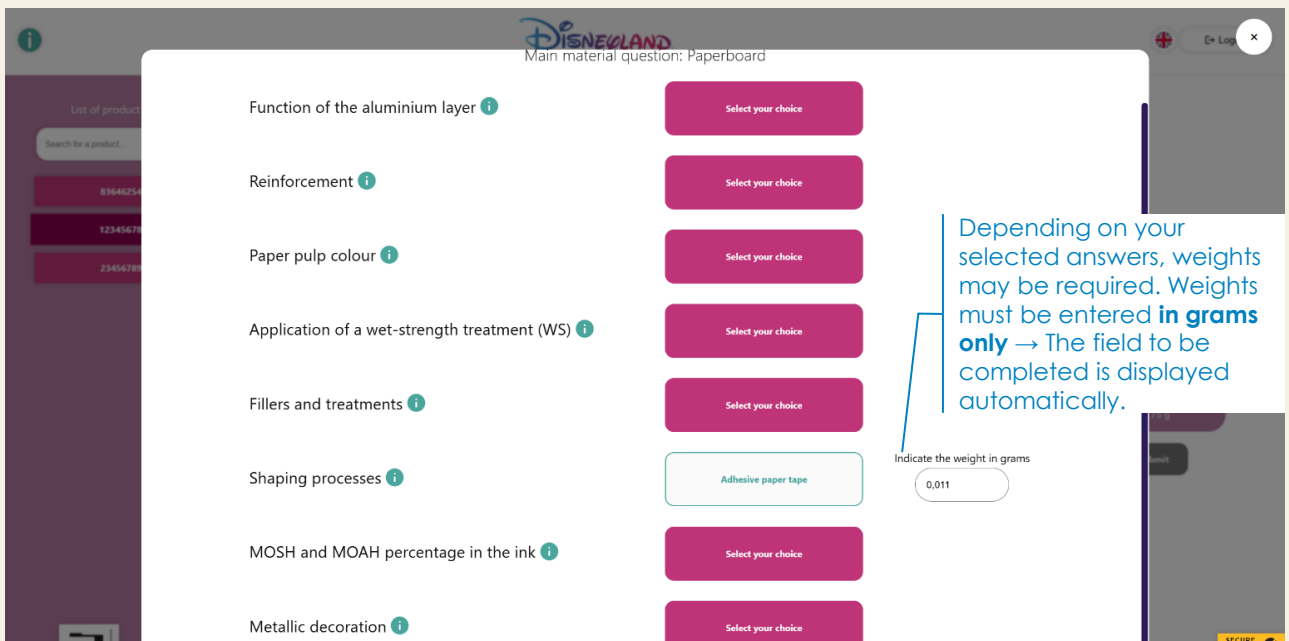 DISNEYLAND
Main material question: Paperboard
List of product
Search for a product...
83646254
12345678
23456789
Function of the aluminium layer
Select your choice
Reinforcement
Select your choice
Paper pulp colour
Select your choice
Application of a wet-strength treatment (WS)
Select your choice
Fillers and treatments
Select your choice
Shaping processes
Adhesive paper tape
Indicate the weight in grams
0,011
MOSH and MOAH percentage in the ink
Select your choice
Metallic decoration
Select your choice
Depending on your
selected answers, weights
may be required. Weights
must be entered in grams
only → The field to be
completed is displayed
automatically.
SECURE